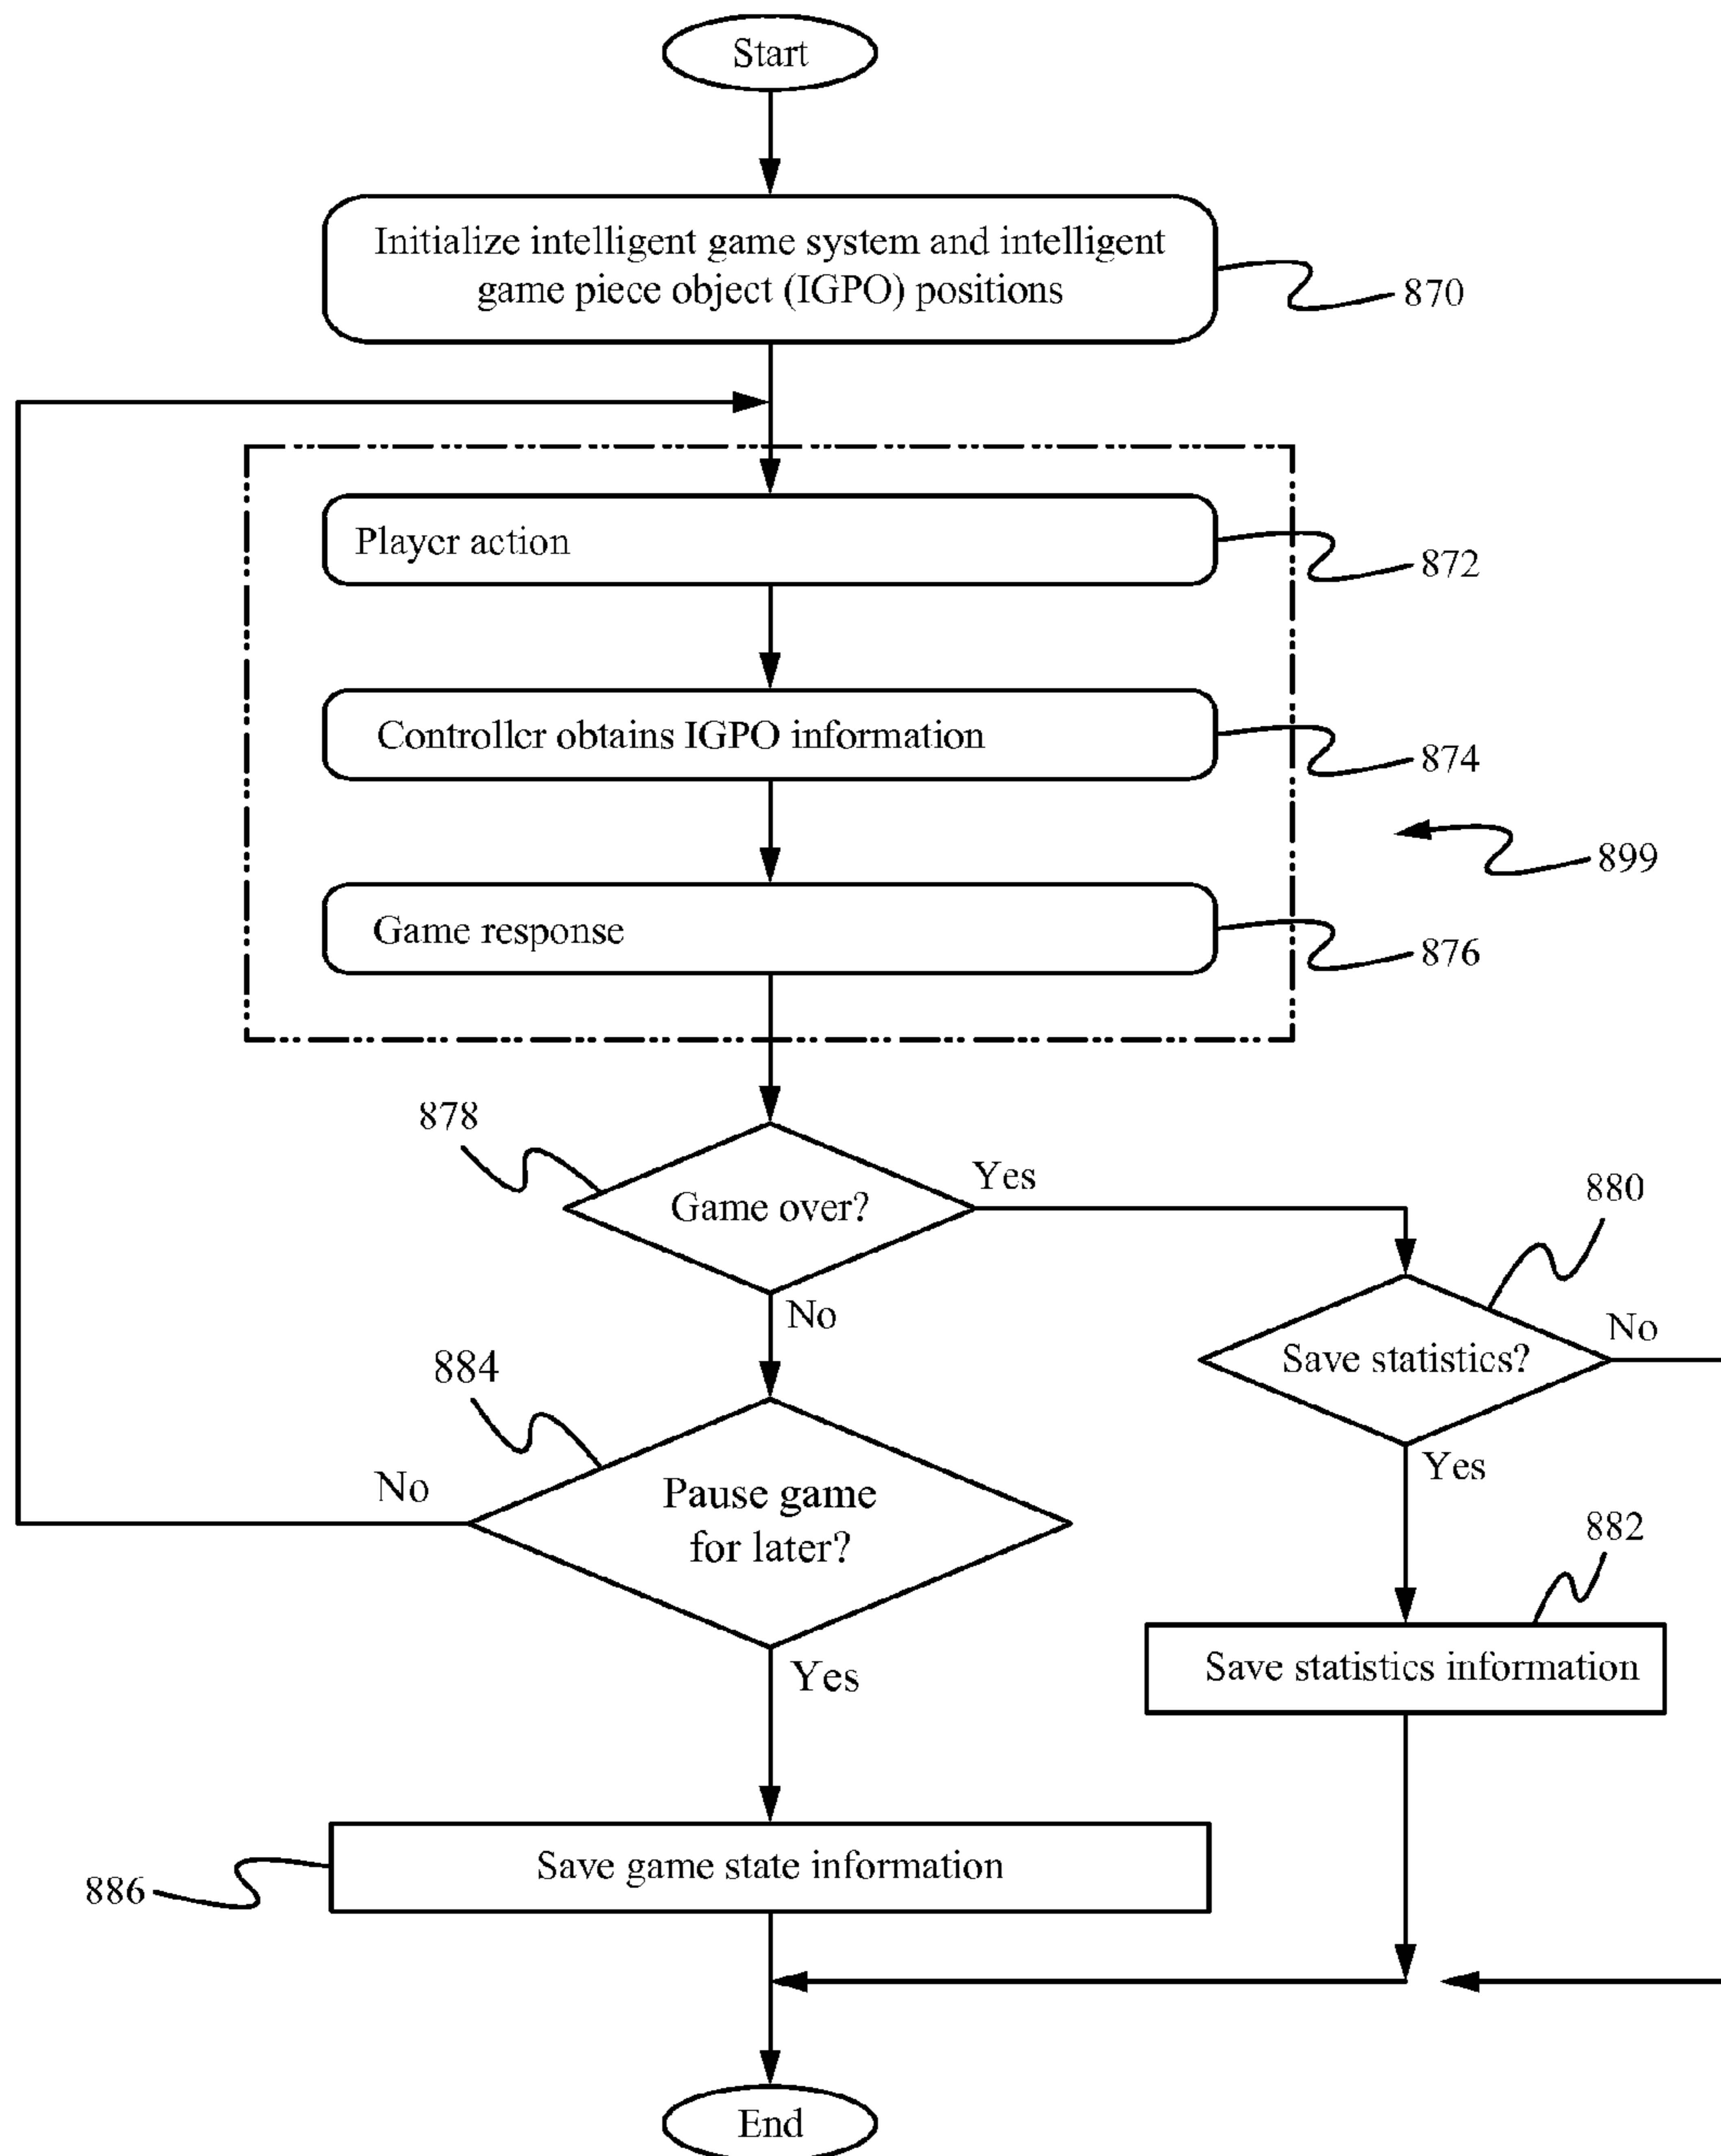 Start
Initialize intelligent game system and intelligent
game piece object (IGPO) positions
870
Player action
872
Controller obtains IGPO information
874
899
Game response
876
878
Game over?
Yes
No
880
Save statistics?
No
Yes
884
Pause game
for later?
No
Yes
882
Save statistics information
Save game state information
886
End